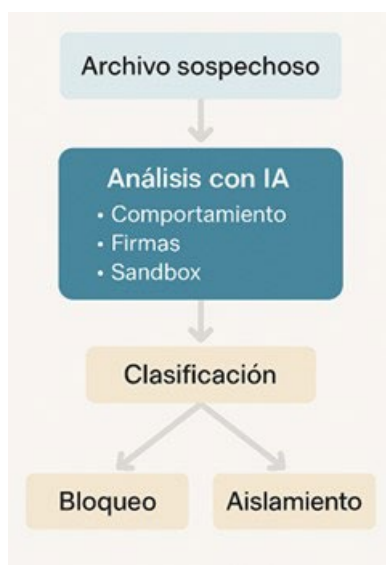 Archivo sospechoso
Análisis con IA
• Comportamiento
• Firmas
• Sandbox
Clasificación
Bloqueo
Aislamiento